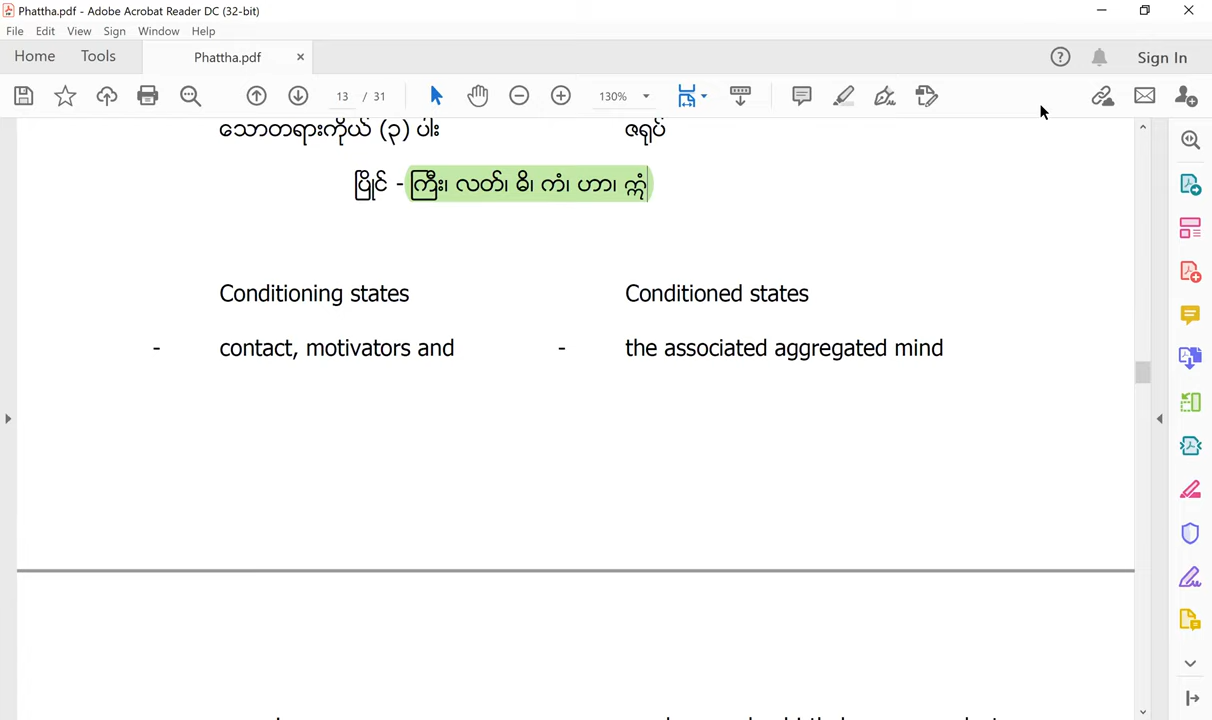 Phattha.pdf - Adobe Acrobat Reader DC (32-bit)
File Edit View Sign Window Help
Home Tools Phattha.pdf × Sign In
13 / 31 130%
သောတရားကိုယ် (၃) ပါး ဇရုပ်
ပြိုင် - ကြီး၊ လတ်၊ ဓိ၊ ကံ၊ ဟာ၊ ဣံ
Conditioning states Conditioned states
- contact, motivators and - the associated aggregated mind